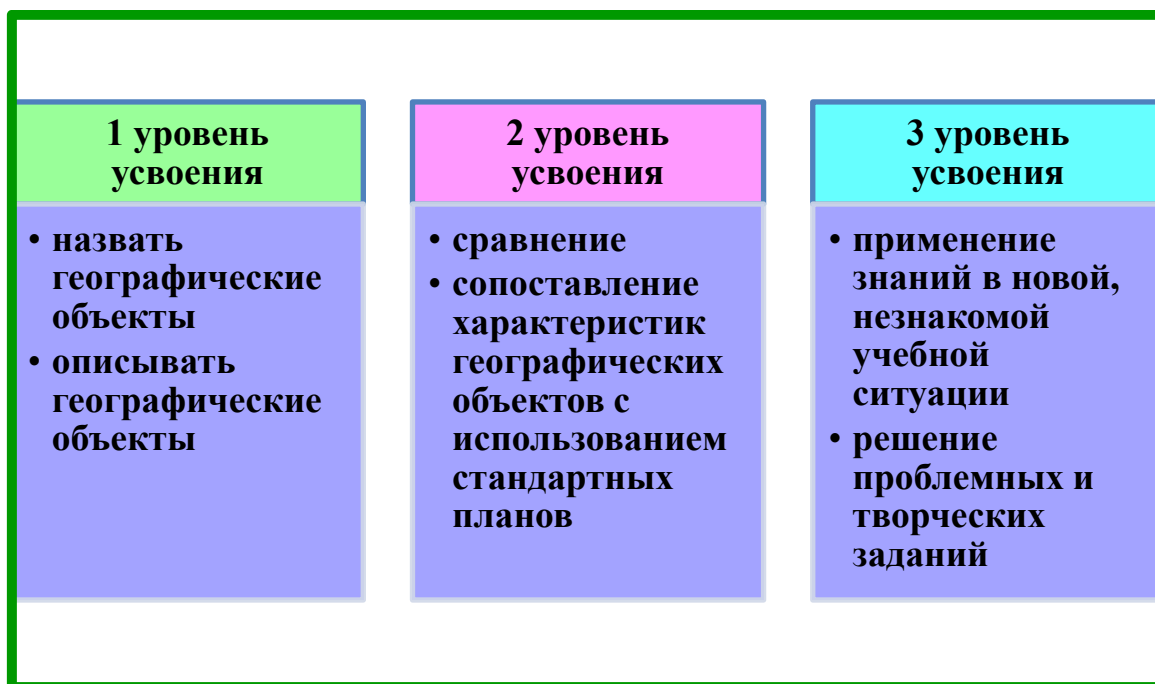 1 уровень
усвоения
• назвать
географические
объекты
• описывать
географические
объекты
2 уровень
усвоения
• сравнение
• сопоставление
характеристик
географических
объектов с
использованием
стандартных
планов
3 уровень
усвоения
• применение
знаний в новой,
незнакомой
учебной
ситуации
• решение
проблемных и
творческих
заданий